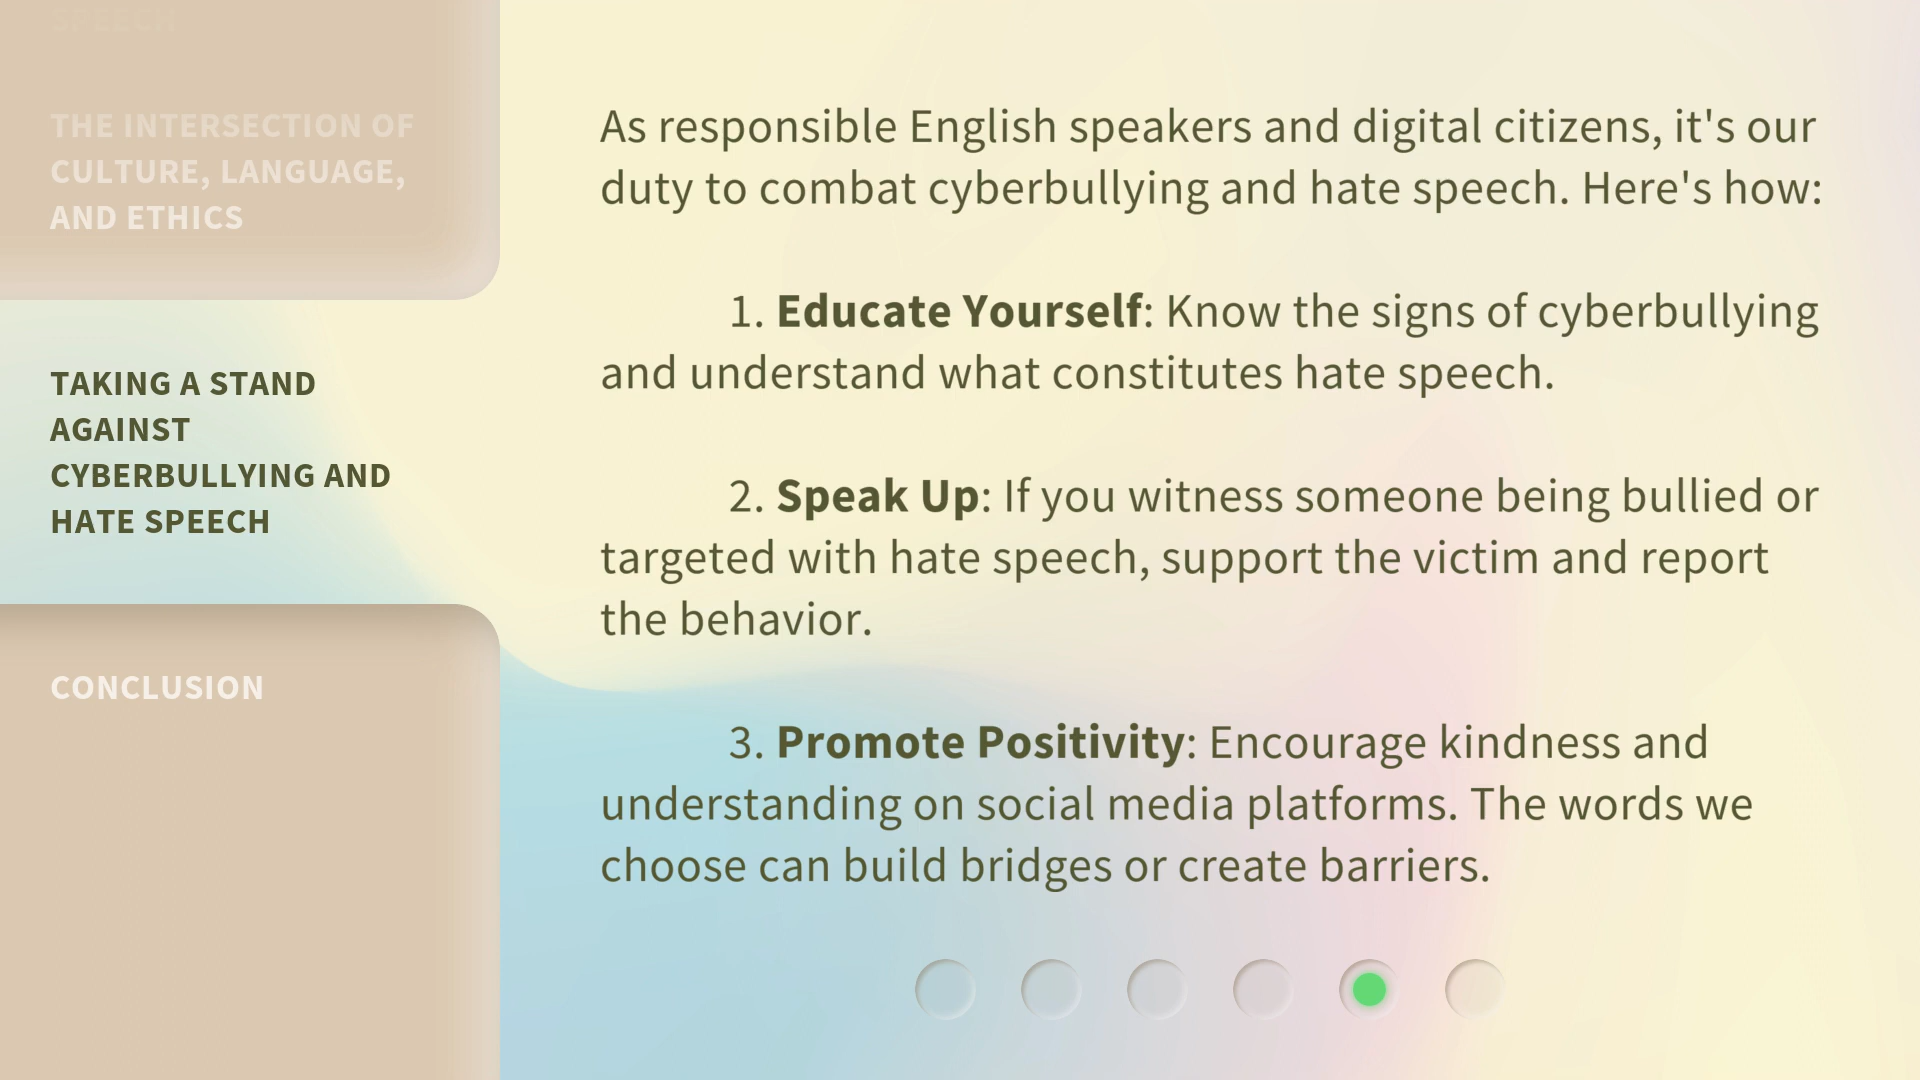 SPEECH
THE INTERSECTION OF
CULTURE, LANGUAGE,
AND ETHICS
TAKING A STAND
AGAINST
CYBERBULLYING AND
HATE SPEECH
CONCLUSION
As responsible English speakers and digital citizens, it's our
duty to combat cyberbullying and hate speech. Here's how:
1. Educate Yourself: Know the signs of cyberbullying
and understand what constitutes hate speech.
2. Speak Up: If you witness someone being bullied or
targeted with hate speech, support the victim and report
the behavior.
3. Promote Positivity: Encourage kindness and
understanding on social media platforms. The words we
choose can build bridges or create barriers.